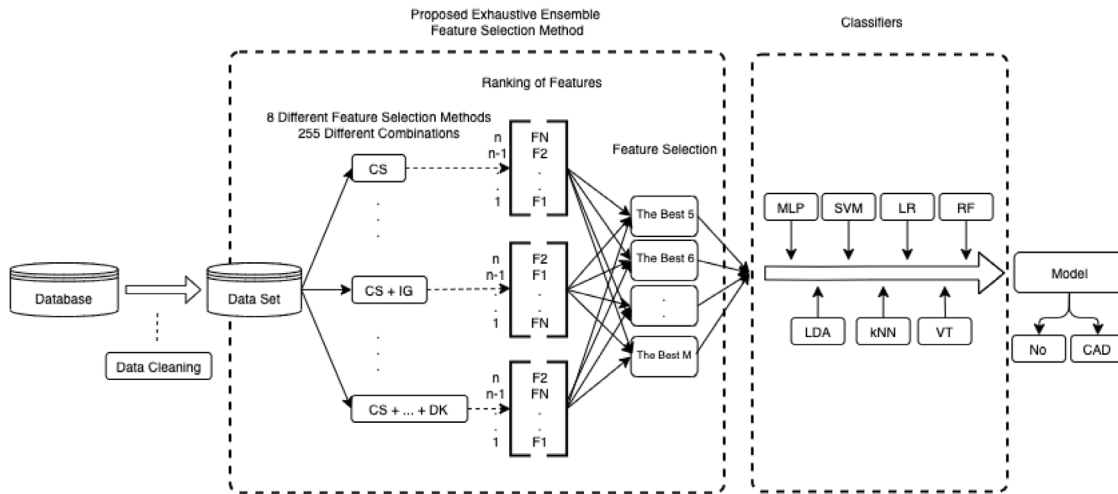 Proposed Exhaustive Ensemble
Feature Selection Method
Classifiers
Ranking of Features
8 Different Feature Selection Methods
255 Different Combinations
n
n-1
.
.
1
FN
F2
.
.
F1
CS
.
.
.
Feature Selection
The Best 5
The Best 6
.
.
The Best M
MLP
SVM
LR
RF
Database
Data Set
CS + IG
n
n-1
.
.
1
F2
F1
.
.
FN
Model
LDA
kNN
VT
No
CAD
Data Cleaning
.
.
.
CS + ... + DK
n
n-1
.
.
1
F2
FN
.
.
F1